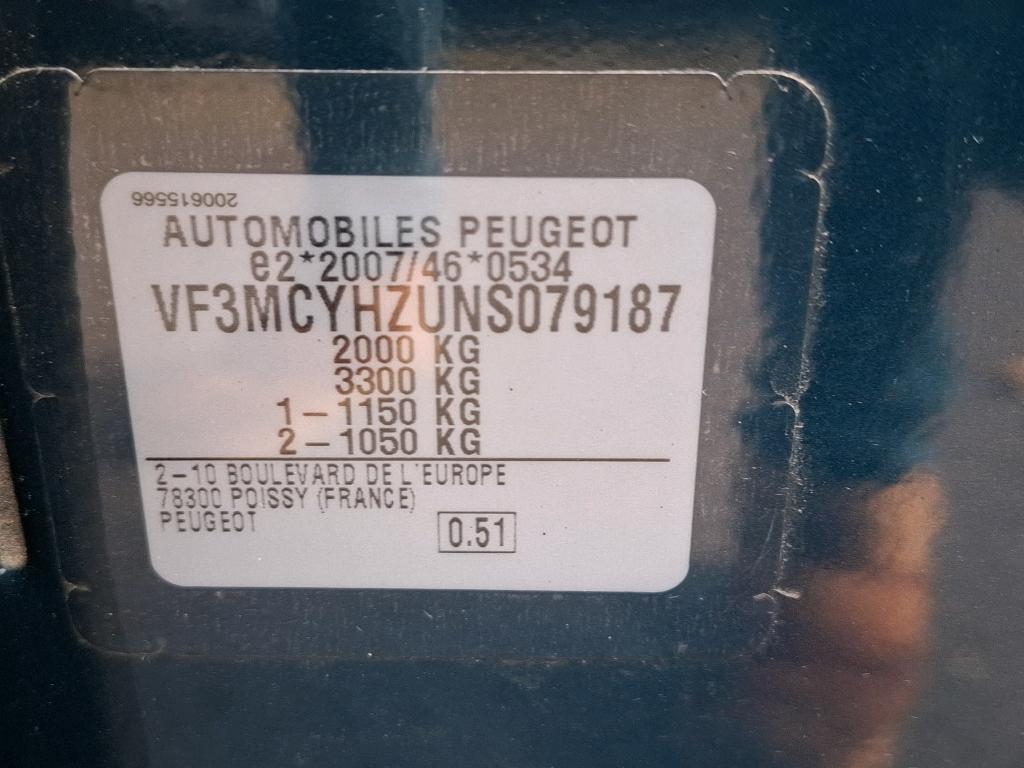 200615566
AUTOMOBILES PEUGEOT
e2*2007/46*0534
VF3MCYHZUNS079187
2000 KG
3300 KG
1-1150 KG
2-1050 KG
2-10 BOULEVARD DE L'EUROPE
78300 POISSY (FRANCE)
PEUGEOT
0.51